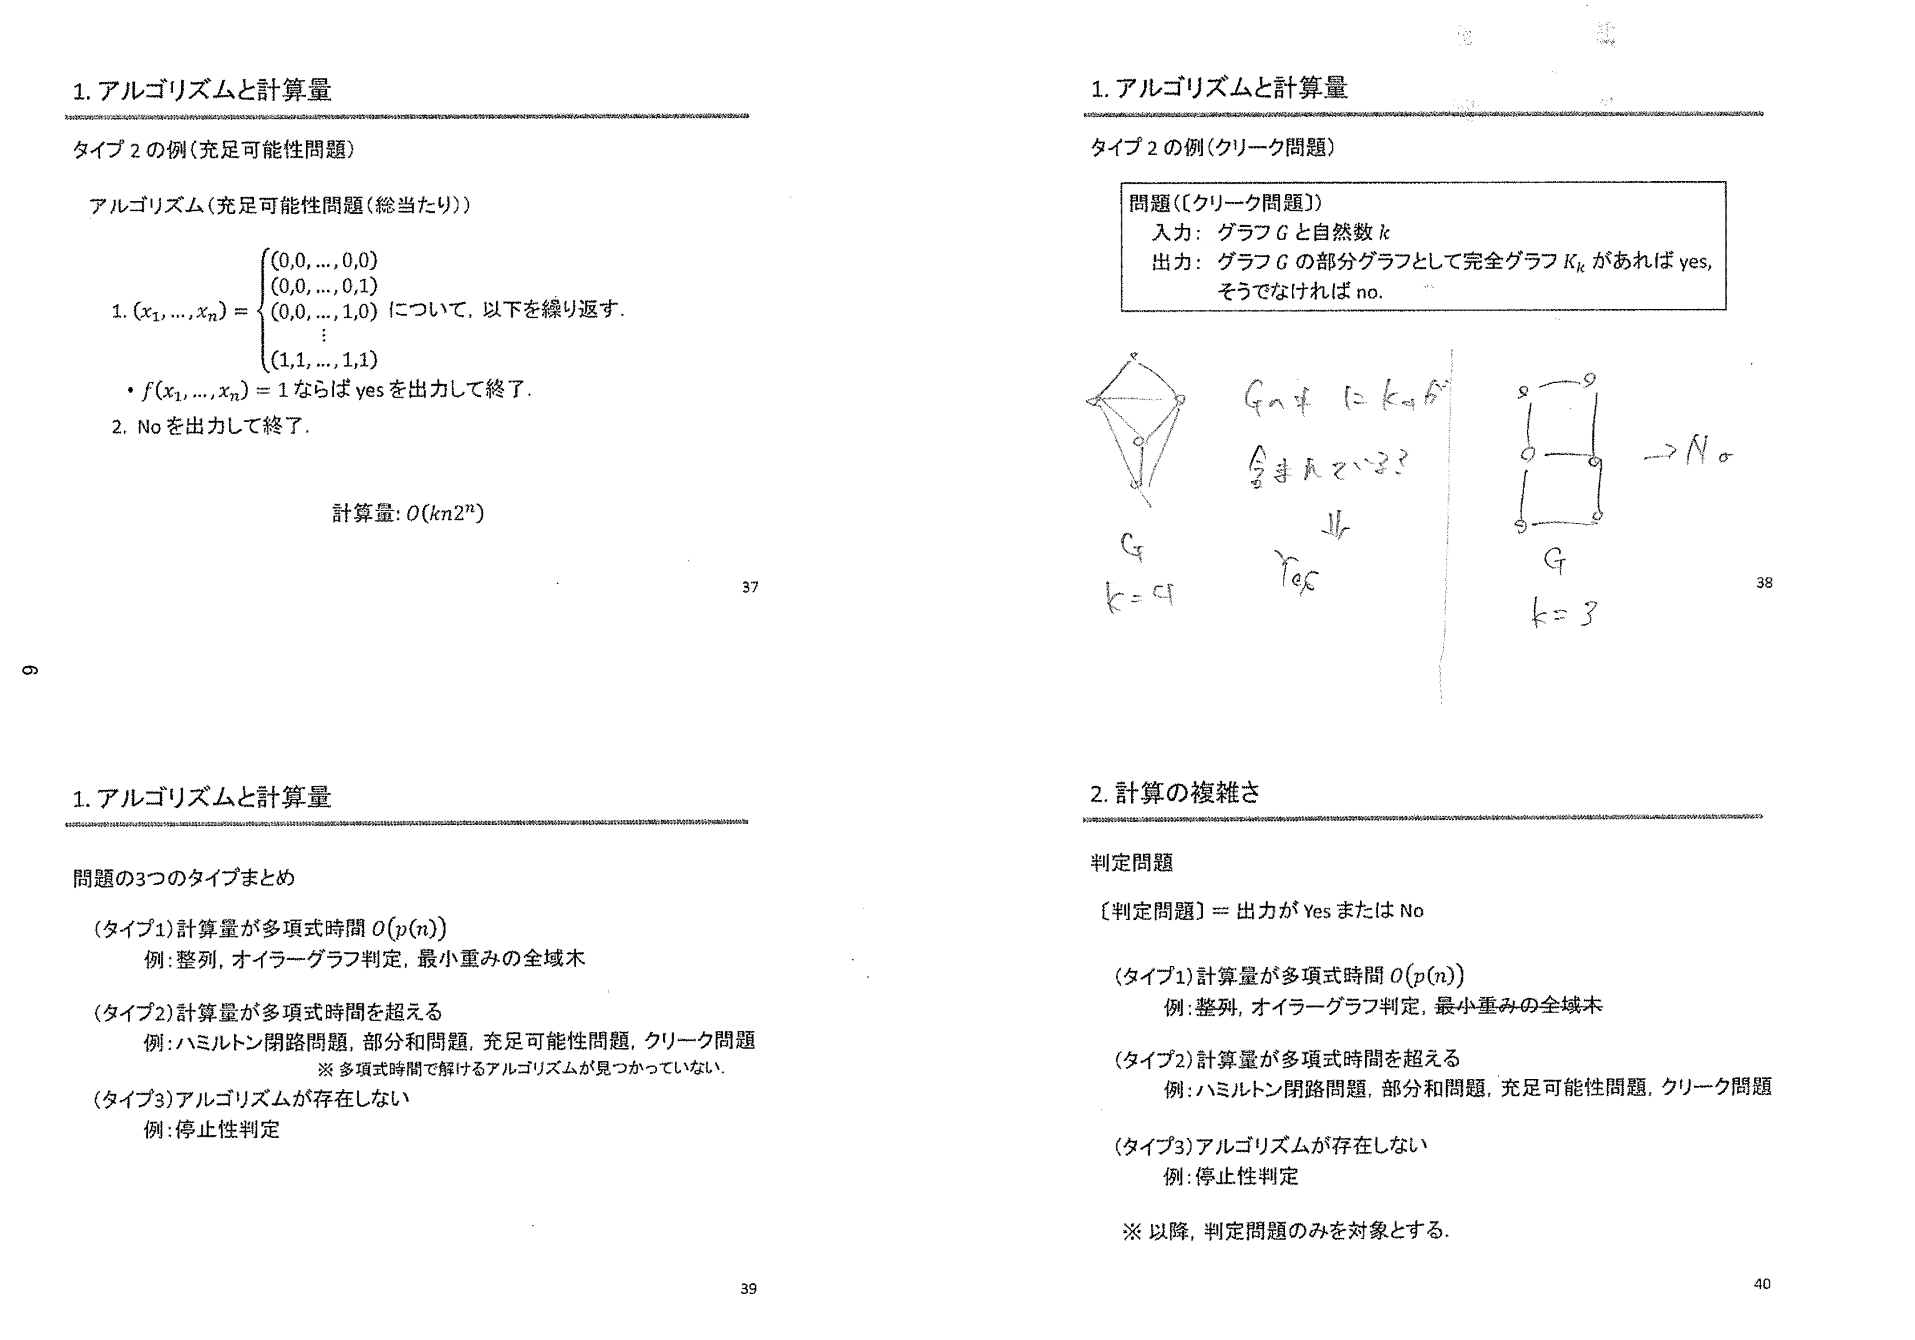 1. アルゴリズムと計算量
タイプ 2 の例(充足可能性問題)
アルゴリズム(充足可能性問題(総当たり))
(0,0, ... , 0,0)
(0,0, ... , 0,1)
1. (x₁, ... , xₙ) = (0,0, ... , 1,0) について, 以下を繰り返す.
⋮
(1,1, ... , 1,1)
• f(x₁, ... , xₙ) = 1 ならば yes を出力して終了.
2. No を出力して終了.
計算量: O(kn2ⁿ)
37
1. アルゴリズムと計算量
タイプ 2 の例(クリーク問題)
問題(〔クリーク問題〕)
入力: グラフ G と自然数 k
出力: グラフ G の部分グラフとして完全グラフ Kₖ があれば yes,
そうでなければ no.
Gの中に K₄が
含まれている?
⇓
Yes
G
k = 4
→ No
G
k = 3
38
9
1. アルゴリズムと計算量
問題の3つのタイプまとめ
(タイプ1)計算量が多項式時間 O(p(n))
例:整列, オイラーグラフ判定, 最小重みの全域木
(タイプ2)計算量が多項式時間を超える
例:ハミルトン閉路問題, 部分和問題, 充足可能性問題, クリーク問題
※ 多項式時間で解けるアルゴリズムが見つかっていない.
(タイプ3)アルゴリズムが存在しない
例:停止性判定
39
2. 計算の複雑さ
判定問題
〔判定問題〕= 出力が Yes または No
(タイプ1)計算量が多項式時間 O(p(n))
例:整列, オイラーグラフ判定, 最小重みの全域木
(タイプ2)計算量が多項式時間を超える
例:ハミルトン閉路問題, 部分和問題, 充足可能性問題, クリーク問題
(タイプ3)アルゴリズムが存在しない
例:停止性判定
※ 以降, 判定問題のみを対象とする.
40